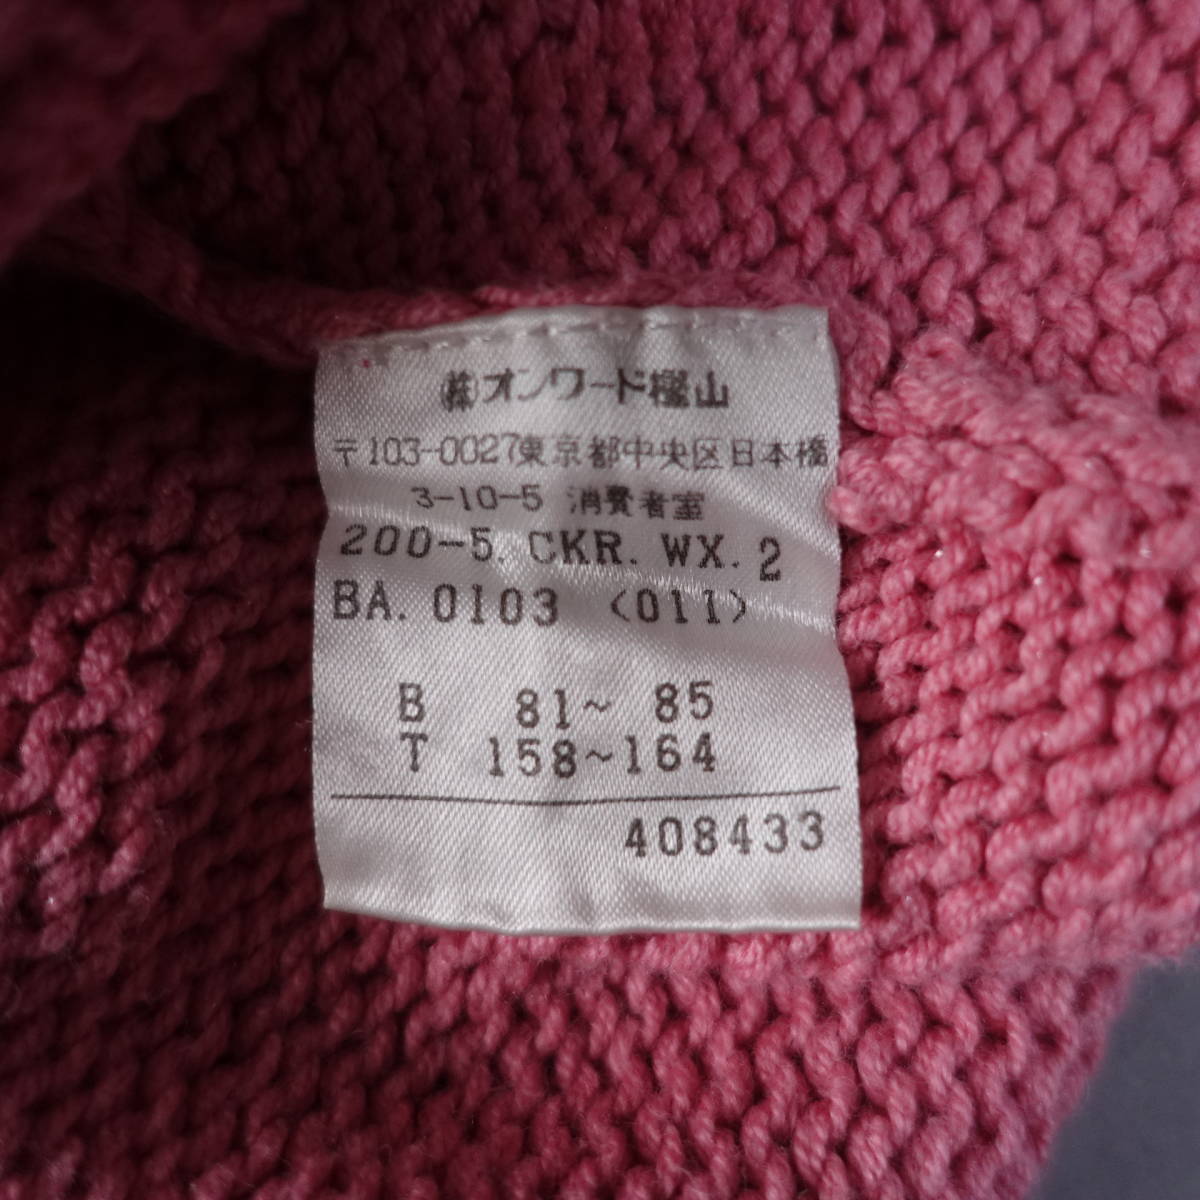 ㈱オンワード樫山
〒103-0027東京都中央区日本橋
3-10-5 消費者室
200-5. CKR. WX. 2
BA. 0103 <011>
B 81~ 85
T 158~164
408433